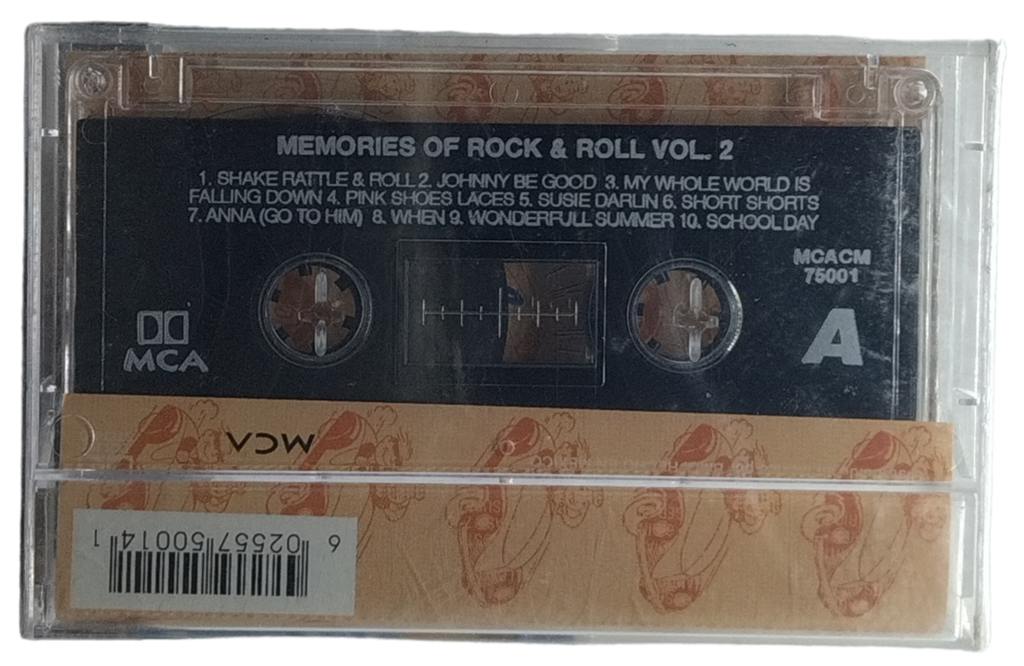 MEMORIES OF ROCK & ROLL VOL. 2
1. SHAKE RATTLE & ROLL 2. JOHNNY BE GOOD 3. MY WHOLE WORLD IS
FALLING DOWN 4. PINK SHOES LACES 5. SUSIE DARLIN 6. SHORT SHORTS
7. ANNA (GO TO HIM) 8. WHEN 9. WONDERFULL SUMMER 10. SCHOOL DAY
MCACM
75001
MCA
A
MCA
6 02557 50014 1